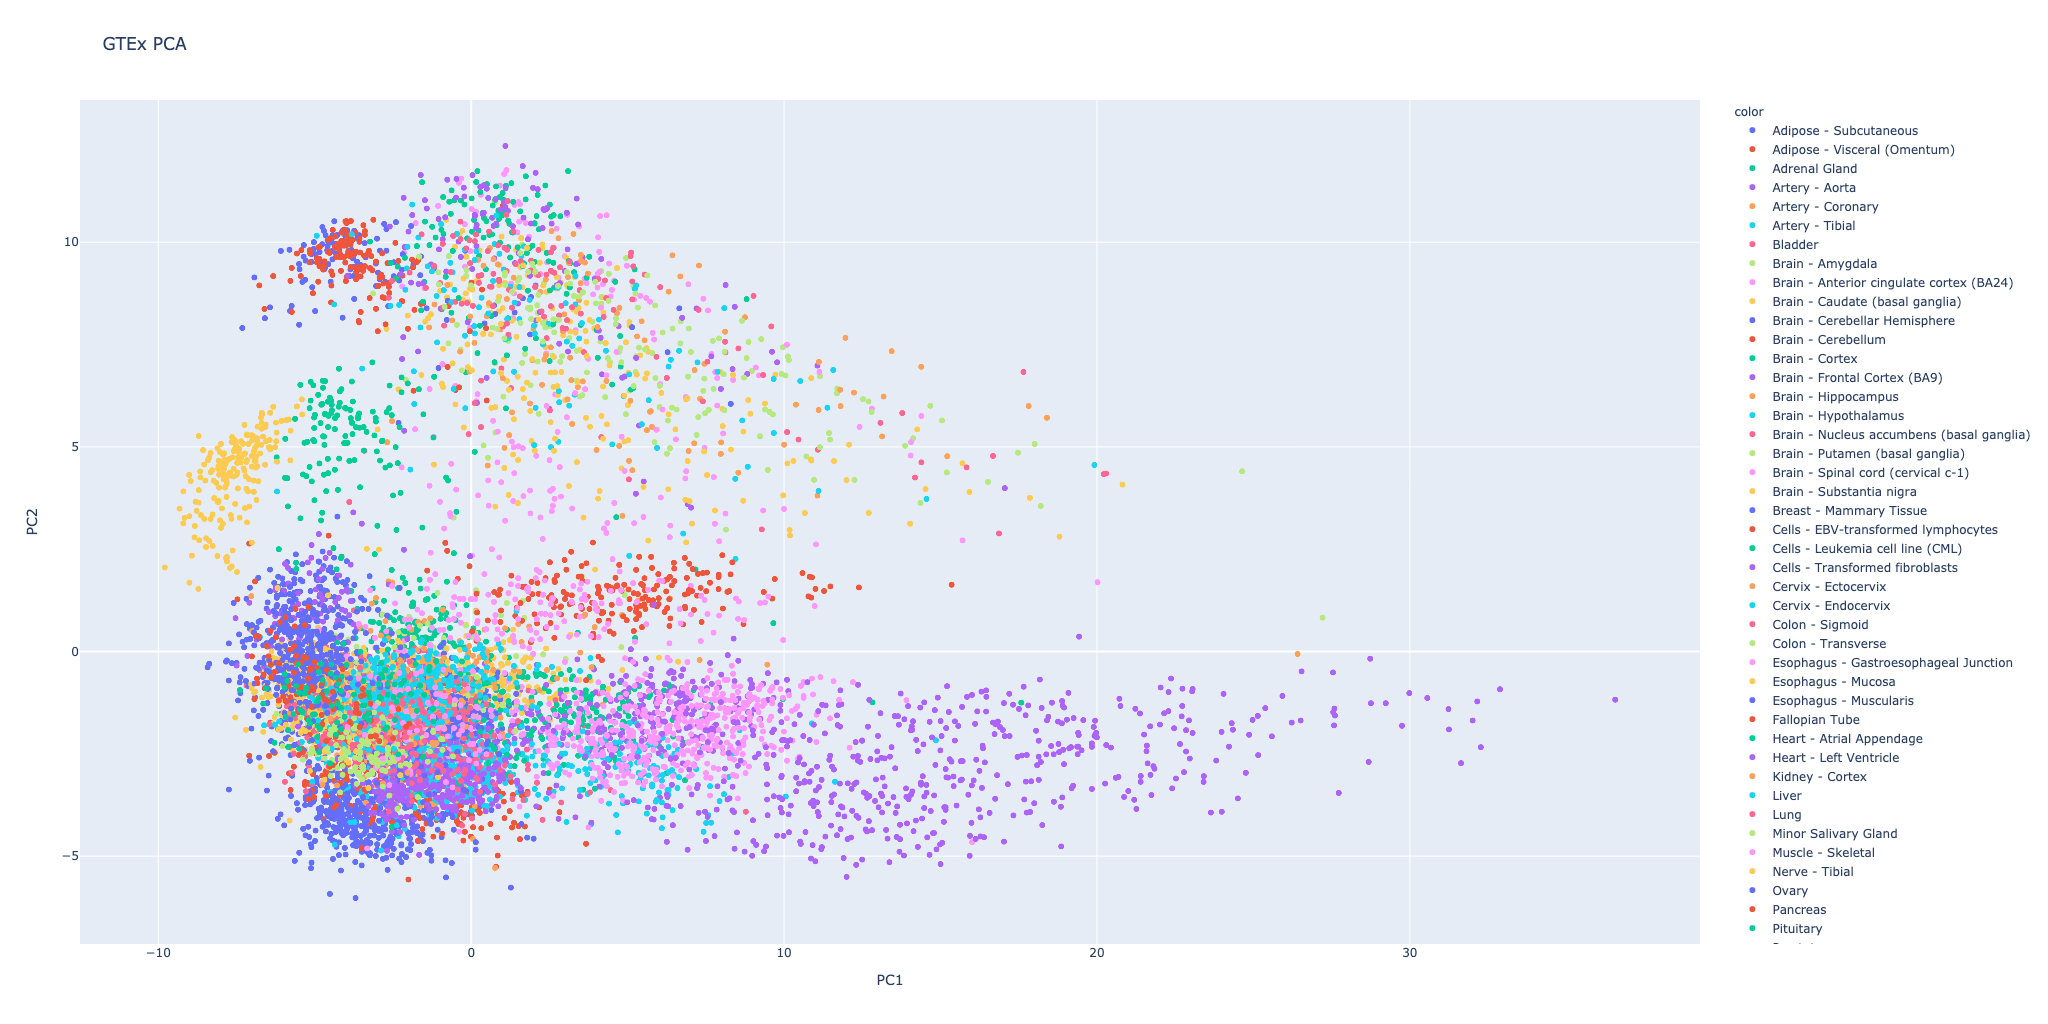 GTEx PCA
color
Adipose - Subcutaneous
Adipose - Visceral (Omentum)
Adrenal Gland
Artery - Aorta
Artery - Coronary
Artery - Tibial
Bladder
Brain - Amygdala
Brain - Anterior cingulate cortex (BA24)
Brain - Caudate (basal ganglia)
Brain - Cerebellar Hemisphere
Brain - Cerebellum
Brain - Cortex
Brain - Frontal Cortex (BA9)
Brain - Hippocampus
Brain - Hypothalamus
Brain - Nucleus accumbens (basal ganglia)
Brain - Putamen (basal ganglia)
Brain - Spinal cord (cervical c-1)
Brain - Substantia nigra
Breast - Mammary Tissue
Cells - EBV-transformed lymphocytes
Cells - Leukemia cell line (CML)
Cells - Transformed fibroblasts
Cervix - Ectocervix
Cervix - Endocervix
Colon - Sigmoid
Colon - Transverse
Esophagus - Gastroesophageal Junction
Esophagus - Mucosa
Esophagus - Muscularis
Fallopian Tube
Heart - Atrial Appendage
Heart - Left Ventricle
Kidney - Cortex
Liver
Lung
Minor Salivary Gland
Muscle - Skeletal
Nerve - Tibial
Ovary
Pancreas
Pituitary
10
5
0
−5
PC2
−10
0
10
20
30
PC1